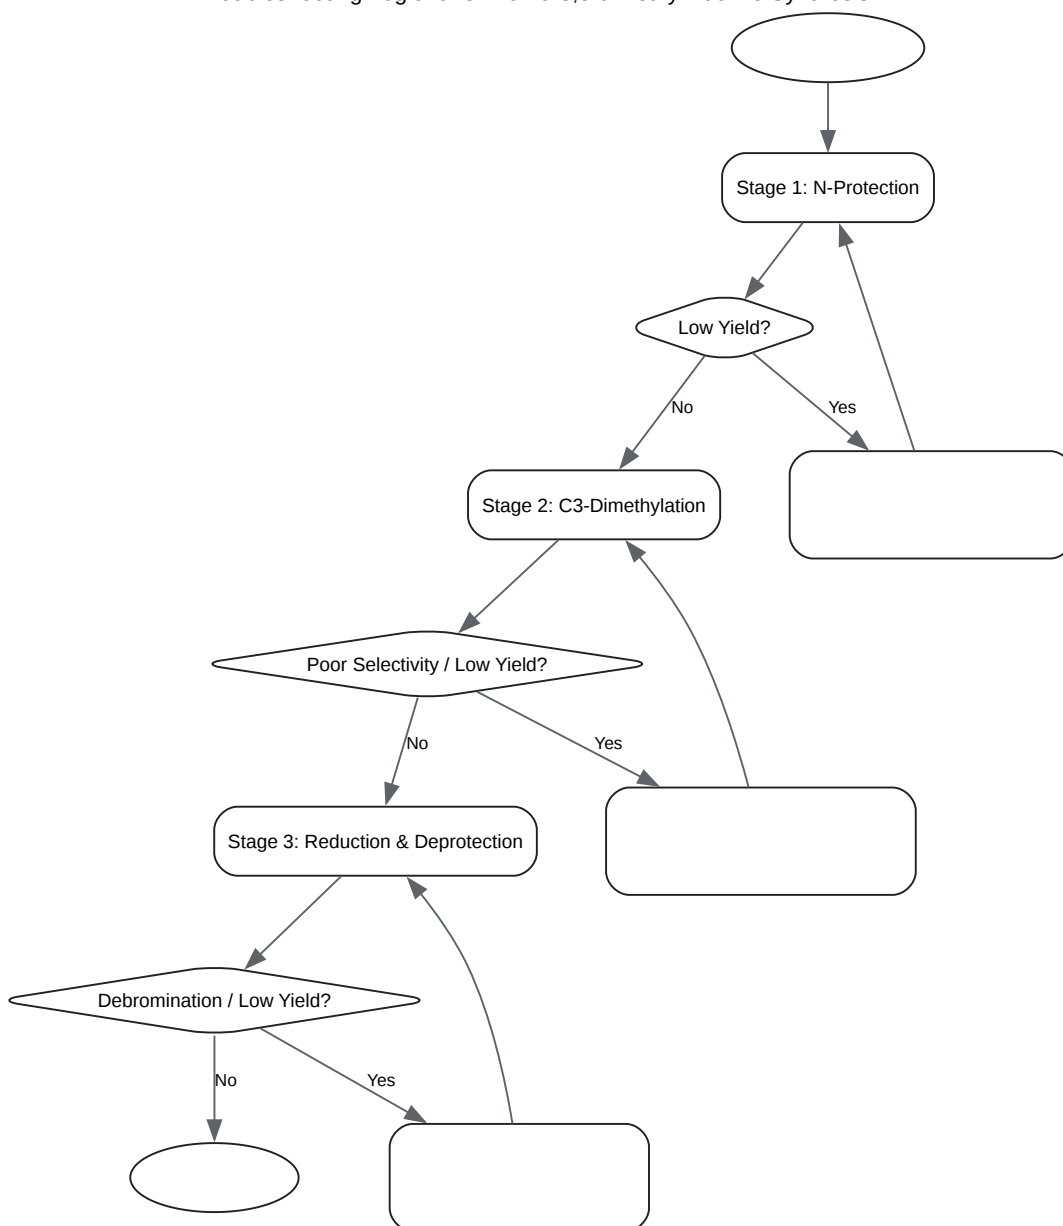 Stage 1: N-Protection
Low Yield?
No
Yes
Stage 2: C3-Dimethylation
Poor Selectivity / Low Yield?
No
Yes
Stage 3: Reduction & Deprotection
Debromination / Low Yield?
No
Yes